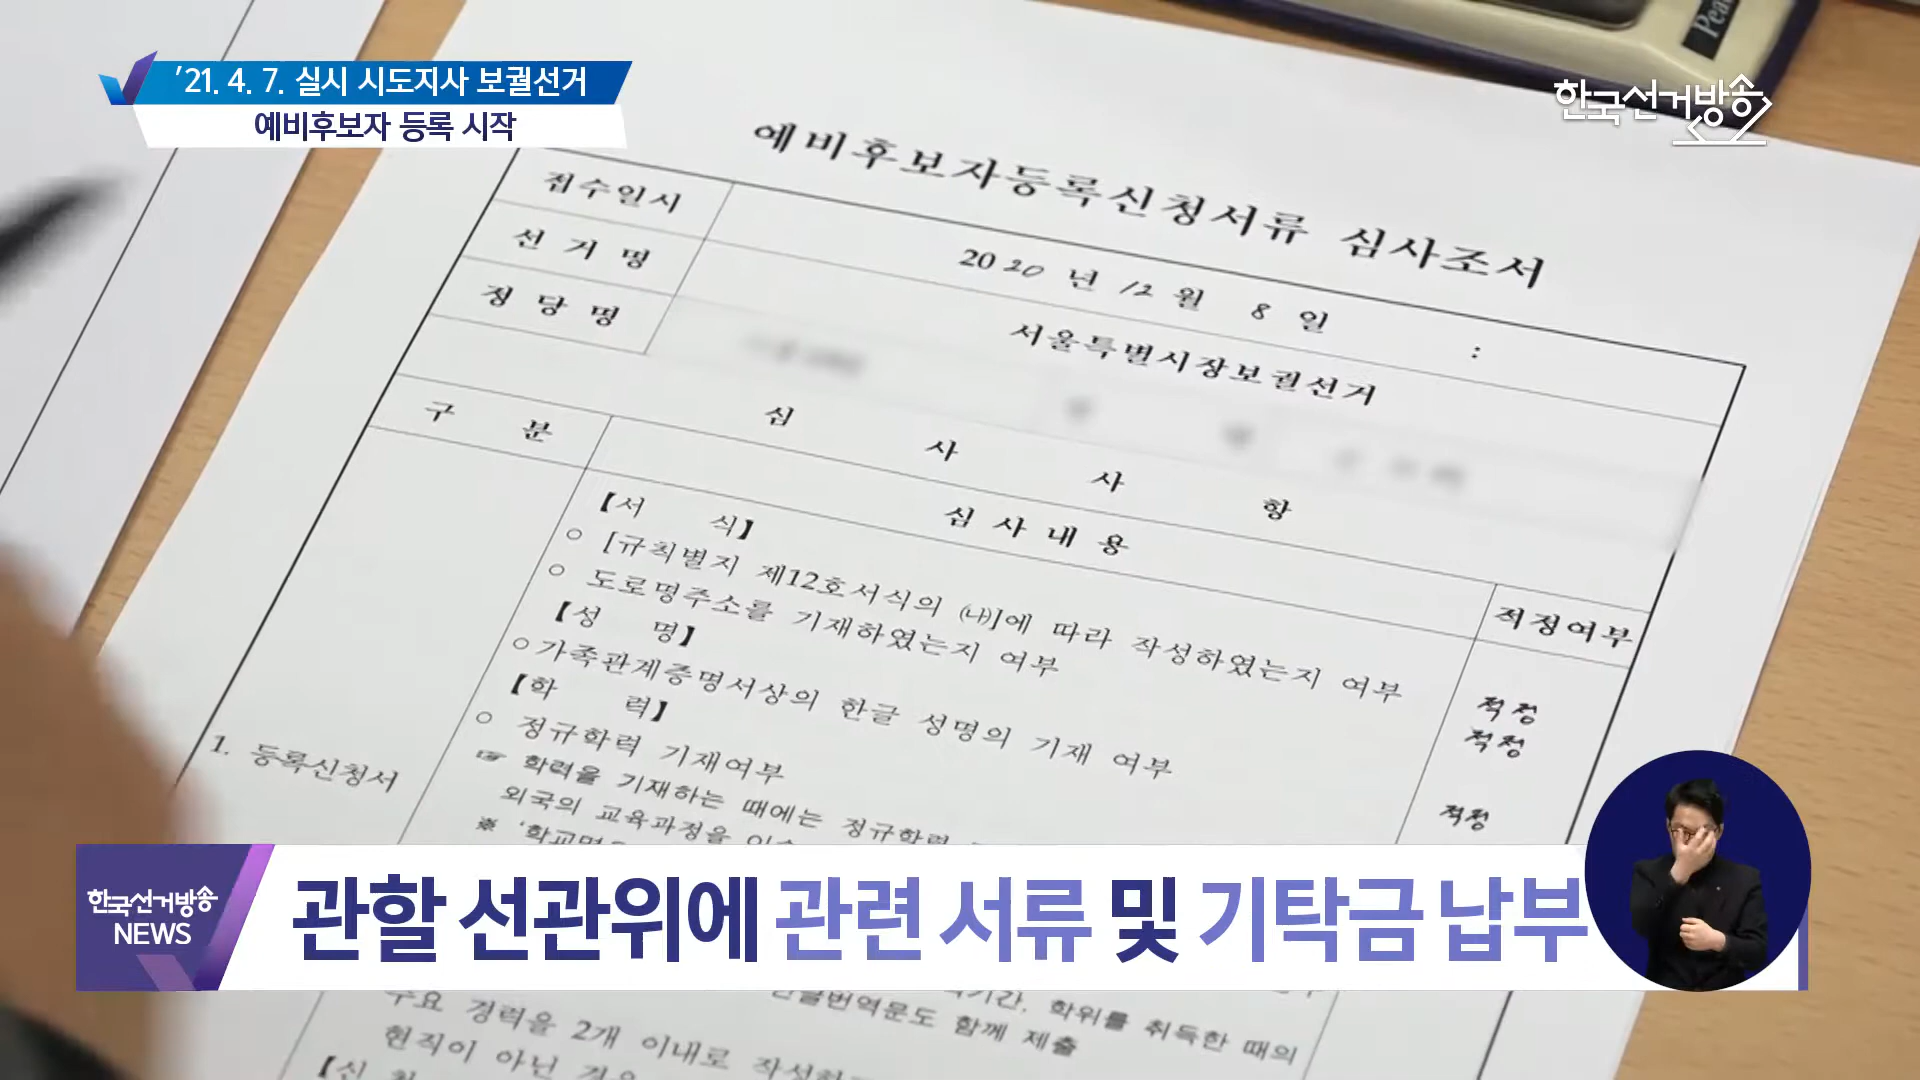 '21. 4. 7. 실시 시도지사 보궐선거
예비후보자 등록 시작
한국선거방송
예비후보자등록신청서류 심사조서
접수일시
2020 년 12 월 8 일 :
선 거 명
서울특별시장보궐선거
정 당 명
구 분
심 사 사 항
심 사 내 용
적정여부
【서 식】
○ [규칙별지 제12호서식의 ㈏]에 따라 작성하였는지 여부
적정
○ 도로명주소를 기재하였는지 여부
적정
【성 명】
○가족관계증명서상의 한글 성명의 기재 여부
적정
【학 력】
○ 정규학력 기재여부
☞ 학력을 기재하는 때에는 정규학력
외국의 교육과정을
※
1. 등록신청서
한국선거방송
NEWS
관할 선관위에 관련 서류 및 기탁금 납부
학위를 취득한 때의
한글번역문도 함께 제출
주요 경력을 2개 이내로
현직이 아닌